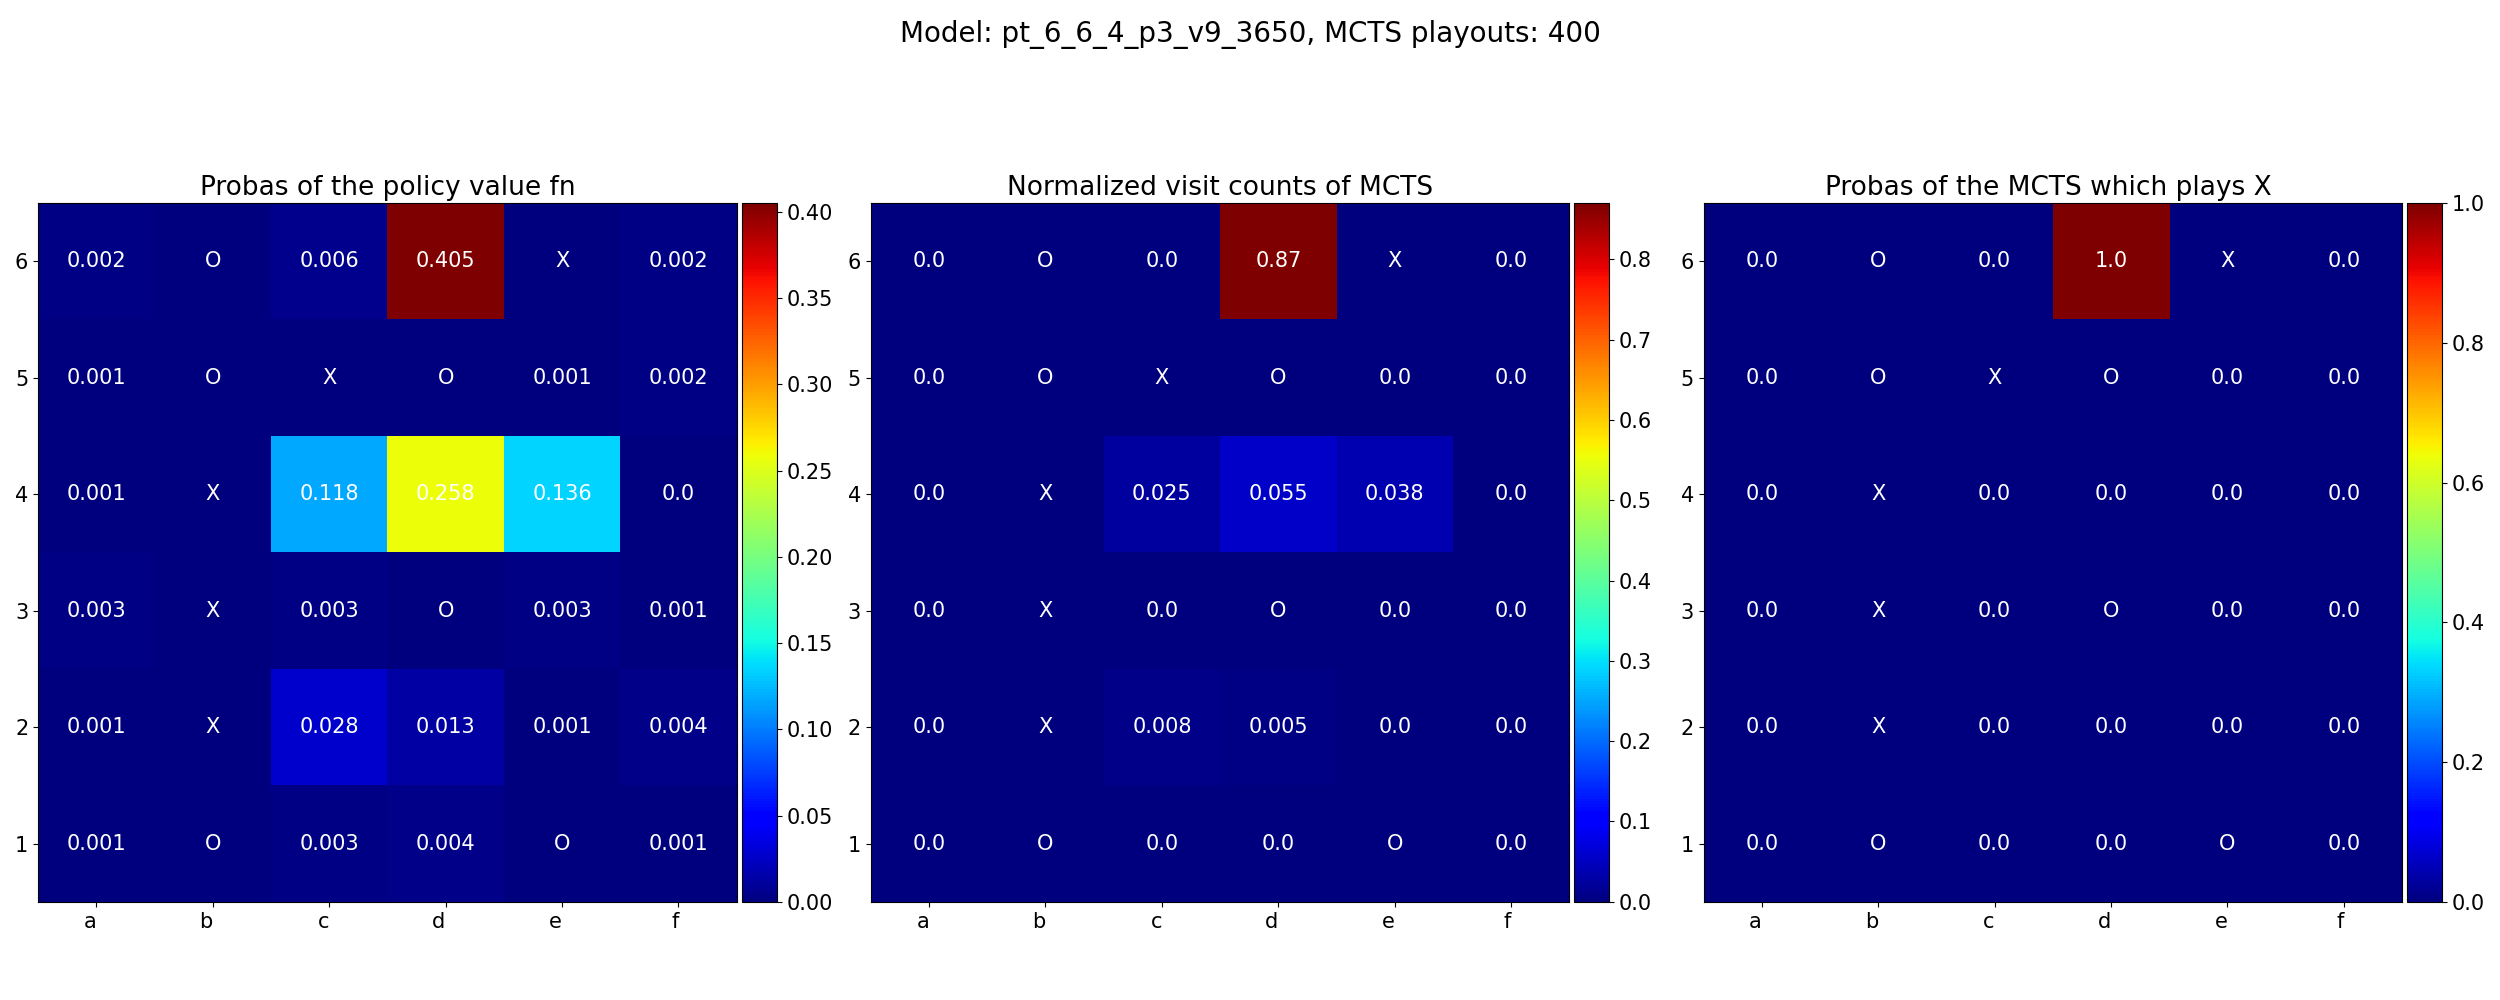 Model: pt_6_6_4_p3_v9_3650, MCTS playouts: 400
Probas of the policy value fn
6 0.002 O 0.006 0.405 X 0.002
5 0.001 O X O 0.001 0.002
4 0.001 X 0.118 0.258 0.136 0.0
3 0.003 X 0.003 O 0.003 0.001
2 0.001 X 0.028 0.013 0.001 0.004
1 0.001 O 0.003 0.004 O 0.001
a b c d e f
0.40
0.35
0.30
0.25
0.20
0.15
0.10
0.05
0.00
Normalized visit counts of MCTS
6 0.0 O 0.0 0.87 X 0.0
5 0.0 O X O 0.0 0.0
4 0.0 X 0.025 0.055 0.038 0.0
3 0.0 X 0.0 O 0.0 0.0
2 0.0 X 0.008 0.005 0.0 0.0
1 0.0 O 0.0 0.0 O 0.0
a b c d e f
0.8
0.7
0.6
0.5
0.4
0.3
0.2
0.1
0.0
Probas of the MCTS which plays X
6 0.0 O 0.0 1.0 X 0.0
5 0.0 O X O 0.0 0.0
4 0.0 X 0.0 0.0 0.0 0.0
3 0.0 X 0.0 O 0.0 0.0
2 0.0 X 0.0 0.0 0.0 0.0
1 0.0 O 0.0 0.0 O 0.0
a b c d e f
1.0
0.8
0.6
0.4
0.2
0.0